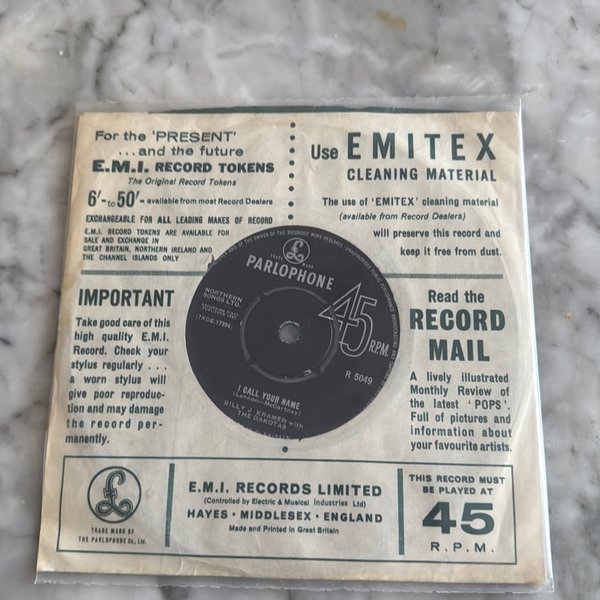 For the 'PRESENT'
...and the future
E.M.I. RECORD TOKENS
The Original Record Tokens
6/- to 50/- available from most Record Dealers
EXCHANGEABLE FOR ALL LEADING MAKES OF RECORD
E.M.I. RECORD TOKENS ARE AVAILABLE FOR
SALE AND EXCHANGE IN
GREAT BRITAIN, NORTHERN IRELAND AND
THE CHANNEL ISLANDS ONLY
Use EMITEX
CLEANING MATERIAL
The use of 'EMITEX' cleaning material
(available from Record Dealers)
will preserve this record and
keep it free from dust.
IMPORTANT
Take good care of this
high quality E.M.I.
Record. Check your
stylus regularly ...
a worn stylus will
give poor reproduc-
tion and may damage
the record per-
manently.
TRADE MARK
PARLOPHONE
NORTHERN
SONGS LTD.
(7XCE.17394)
45
R.P.M.
R 5049
I CALL YOUR NAME
(Lennon—McCartney)
BILLY J. KRAMER with
THE DAKOTAS
Read the
RECORD
MAIL
A lively illustrated
Monthly Review of
the latest 'POPS'.
Full of pictures and
information about
your favourite artists.
TRADE MARK OF
THE PARLOPHONE Co. LTD.
E.M.I. RECORDS LIMITED
(Controlled by Electric & Musical Industries Ltd)
HAYES · MIDDLESEX · ENGLAND
Made and Printed in Great Britain
THIS RECORD MUST
BE PLAYED AT
45
R.P.M.